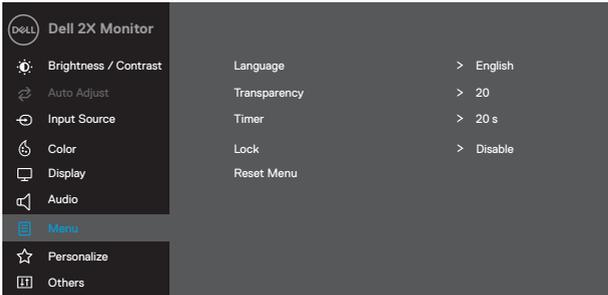 DELL Dell 2X Monitor
Brightness / Contrast
Auto Adjust
Input Source
Color
Display
Audio
Menu
Personalize
Others
Language > English
Transparency > 20
Timer > 20 s
Lock > Disable
Reset Menu